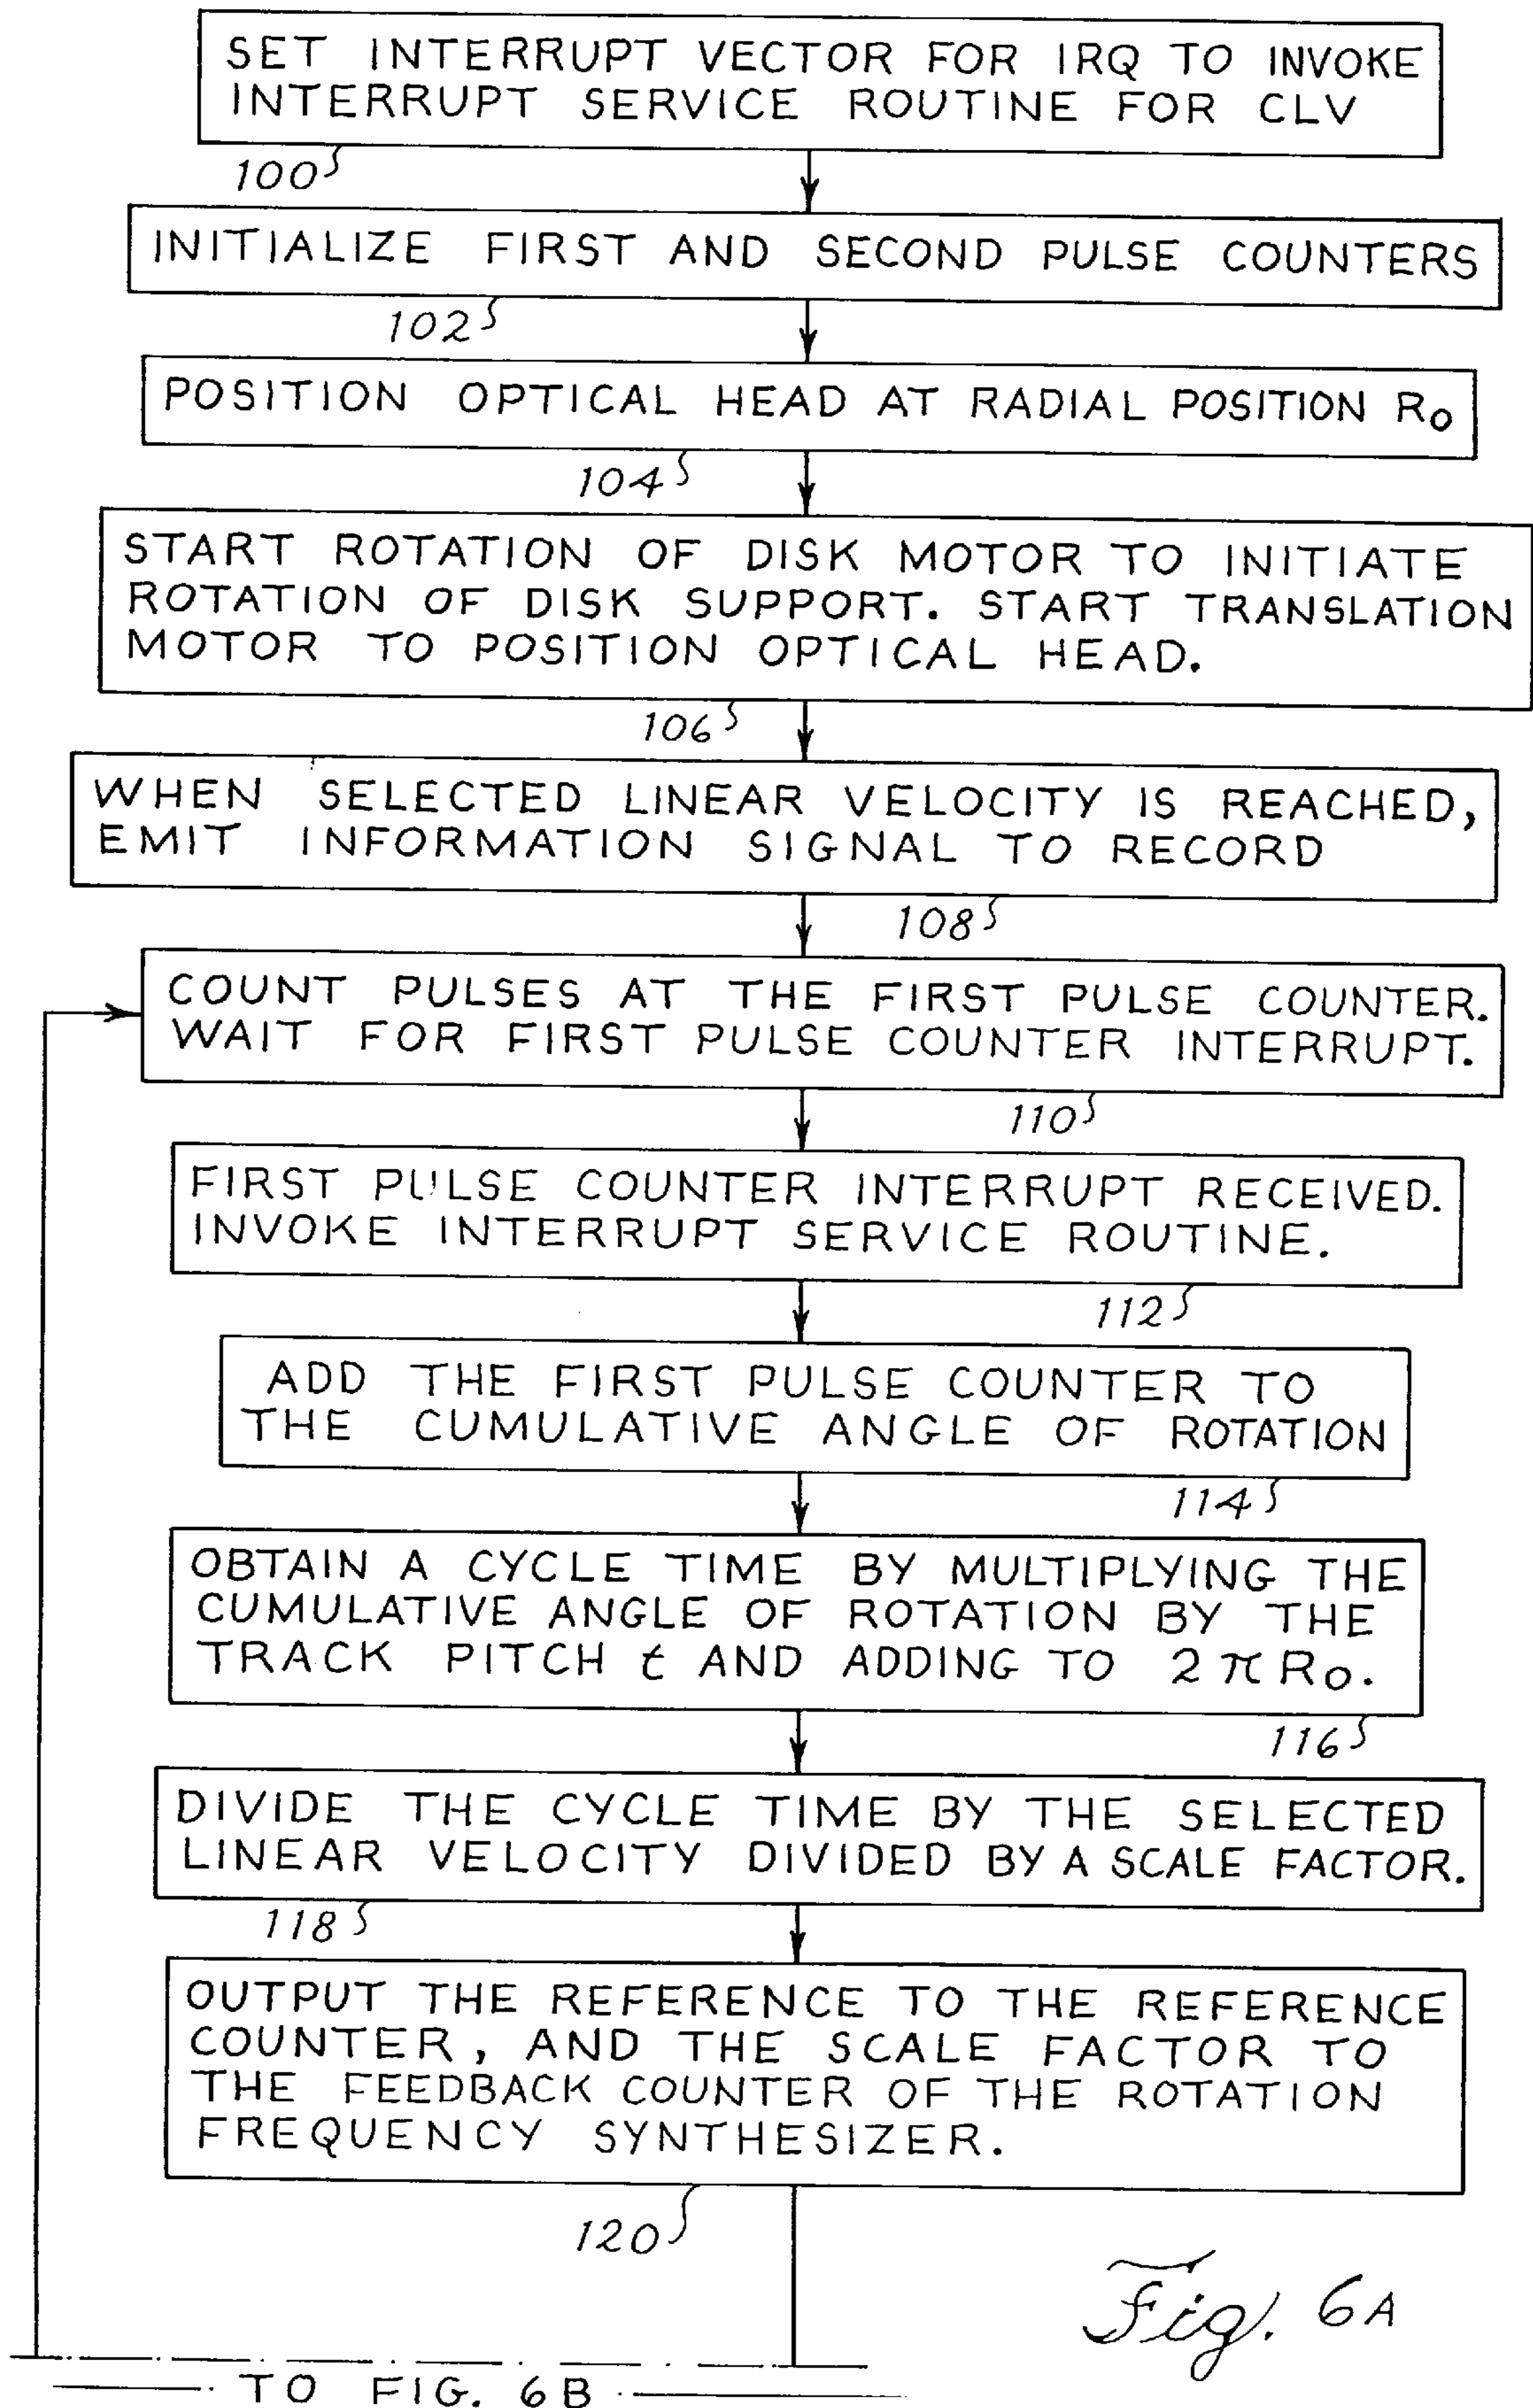 SET INTERRUPT VECTOR FOR IRQ TO INVOKE
INTERRUPT SERVICE ROUTINE FOR CLV
100
INITIALIZE FIRST AND SECOND PULSE COUNTERS
102
POSITION OPTICAL HEAD AT RADIAL POSITION R₀
104
START ROTATION OF DISK MOTOR TO INITIATE
ROTATION OF DISK SUPPORT. START TRANSLATION
MOTOR TO POSITION OPTICAL HEAD.
106
WHEN SELECTED LINEAR VELOCITY IS REACHED,
EMIT INFORMATION SIGNAL TO RECORD
108
COUNT PULSES AT THE FIRST PULSE COUNTER.
WAIT FOR FIRST PULSE COUNTER INTERRUPT.
110
FIRST PULSE COUNTER INTERRUPT RECEIVED.
INVOKE INTERRUPT SERVICE ROUTINE.
112
ADD THE FIRST PULSE COUNTER TO
THE CUMULATIVE ANGLE OF ROTATION
114
OBTAIN A CYCLE TIME BY MULTIPLYING THE
CUMULATIVE ANGLE OF ROTATION BY THE
TRACK PITCH t AND ADDING TO 2πR₀.
116
DIVIDE THE CYCLE TIME BY THE SELECTED
LINEAR VELOCITY DIVIDED BY A SCALE FACTOR.
118
OUTPUT THE REFERENCE TO THE REFERENCE
COUNTER, AND THE SCALE FACTOR TO
THE FEEDBACK COUNTER OF THE ROTATION
FREQUENCY SYNTHESIZER.
120
Fig. 6A
TO FIG. 6B